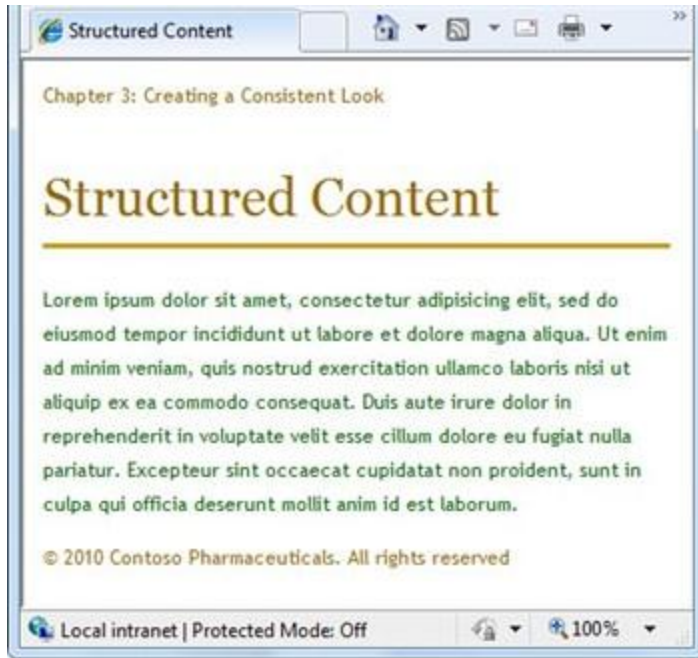 Structured Content
»
Chapter 3: Creating a Consistent Look
Structured Content
Lorem ipsum dolor sit amet, consectetur adipisicing elit, sed do
eiusmod tempor incididunt ut labore et dolore magna aliqua. Ut enim
ad minim veniam, quis nostrud exercitation ullamco laboris nisi ut
aliquip ex ea commodo consequat. Duis aute irure dolor in
reprehenderit in voluptate velit esse cillum dolore eu fugiat nulla
pariatur. Excepteur sint occaecat cupidatat non proident, sunt in
culpa qui officia deserunt mollit anim id est laborum.
© 2010 Contoso Pharmaceuticals. All rights reserved
Local intranet | Protected Mode: Off
100%